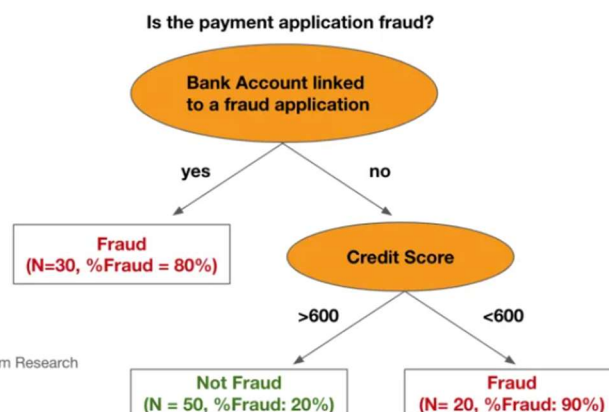 Is the payment application fraud?
Bank Account linked
to a fraud application
yes
no
Fraud
(N=30, %Fraud = 80%)
Credit Score
>600
<600
Research
Not Fraud
(N = 50, %Fraud: 20%)
Fraud
(N= 20, %Fraud: 90%)